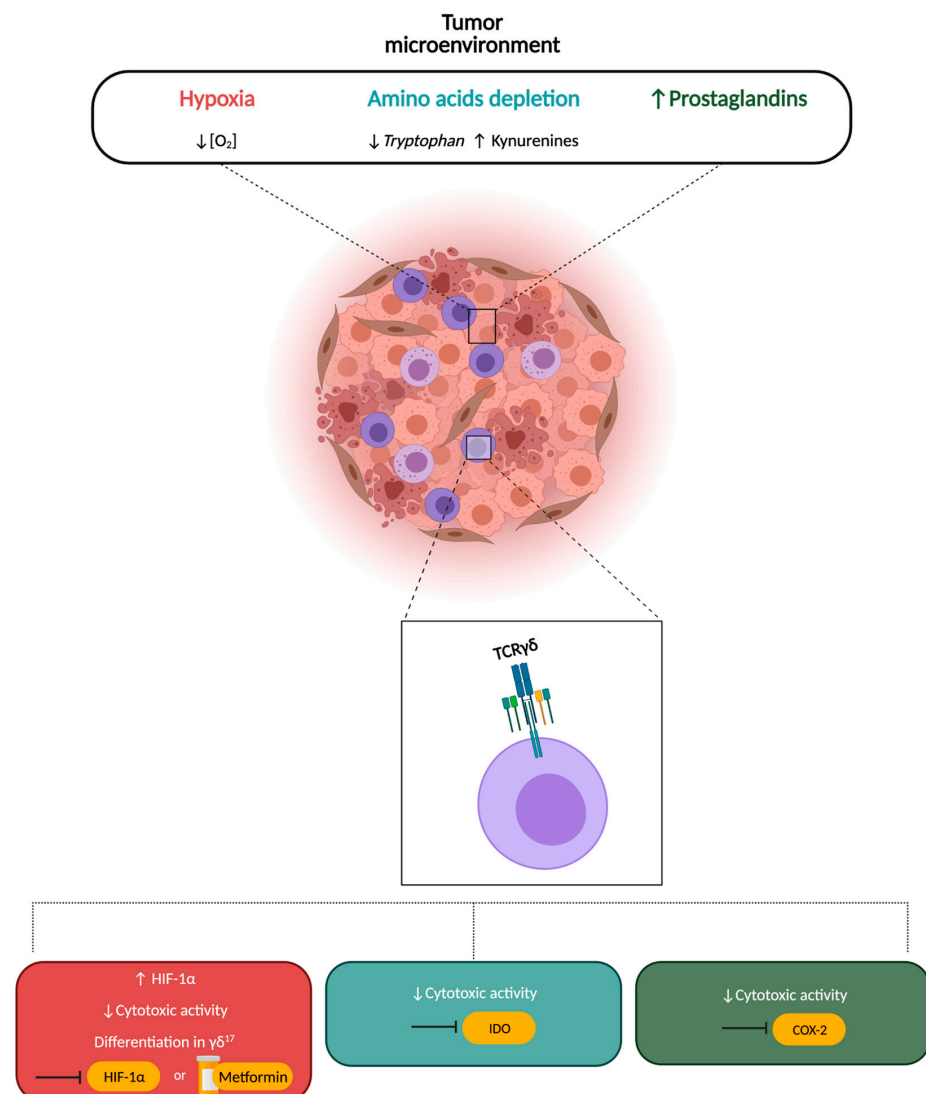 Tumor
microenvironment
Hypoxia
Amino acids depletion
↑Prostaglandins
↓[O₂]
↓Tryptophan ↑ Kynurenines
TCRγδ
↑ HIF-1α
↓Cytotoxic activity
Differentiation in γδ¹⁷
HIF-1α or Metformin
↓Cytotoxic activity
IDO
↓Cytotoxic activity
COX-2